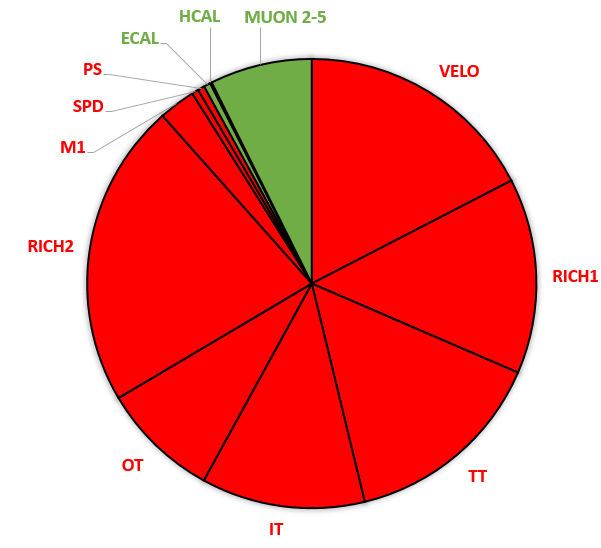 HCAL
MUON 2-5
ECAL
PS
VELO
SPD
M1
RICH2
RICH1
OT
TT
IT